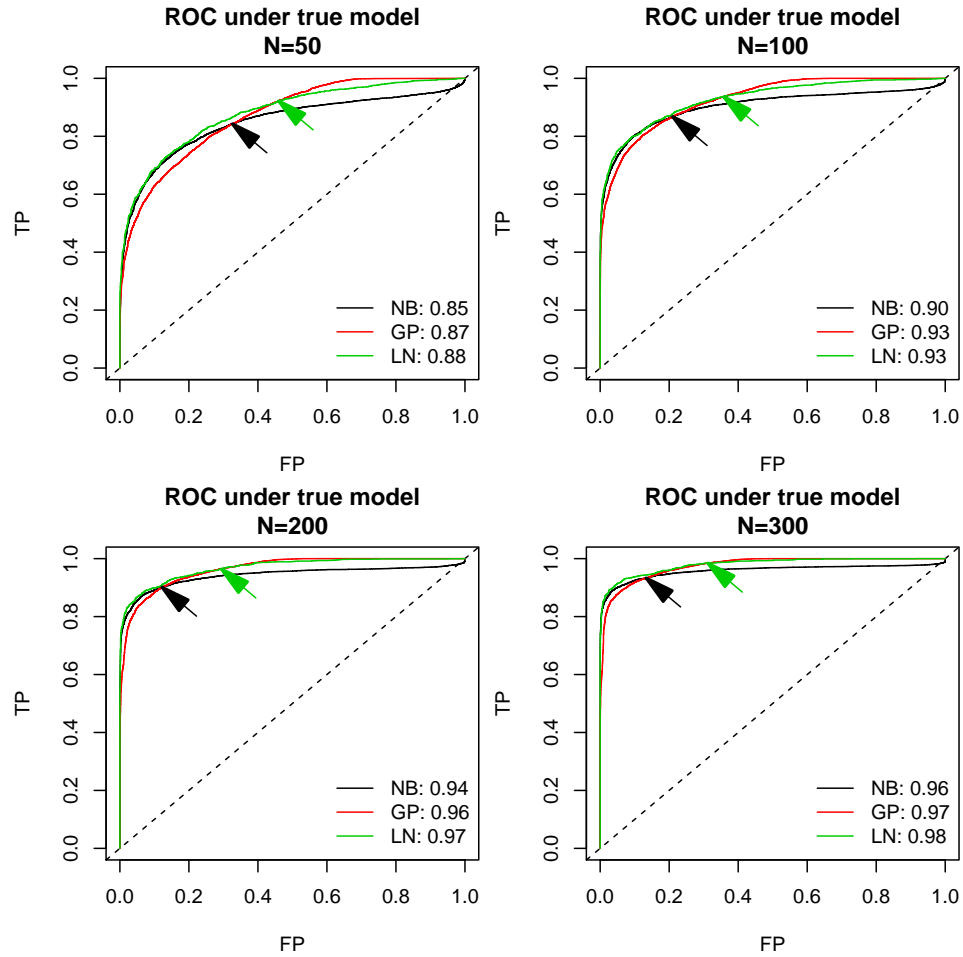 ROC under true model
N=50
1.0
0.8
0.6
0.4
0.2
0.0
TP
NB: 0.85
GP: 0.87
LN: 0.88
0.0 0.2 0.4 0.6 0.8 1.0
FP
ROC under true model
N=100
1.0
0.8
0.6
0.4
0.2
0.0
TP
NB: 0.90
GP: 0.93
LN: 0.93
0.0 0.2 0.4 0.6 0.8 1.0
FP
ROC under true model
N=200
1.0
0.8
0.6
0.4
0.2
0.0
TP
NB: 0.94
GP: 0.96
LN: 0.97
0.0 0.2 0.4 0.6 0.8 1.0
FP
ROC under true model
N=300
1.0
0.8
0.6
0.4
0.2
0.0
TP
NB: 0.96
GP: 0.97
LN: 0.98
0.0 0.2 0.4 0.6 0.8 1.0
FP